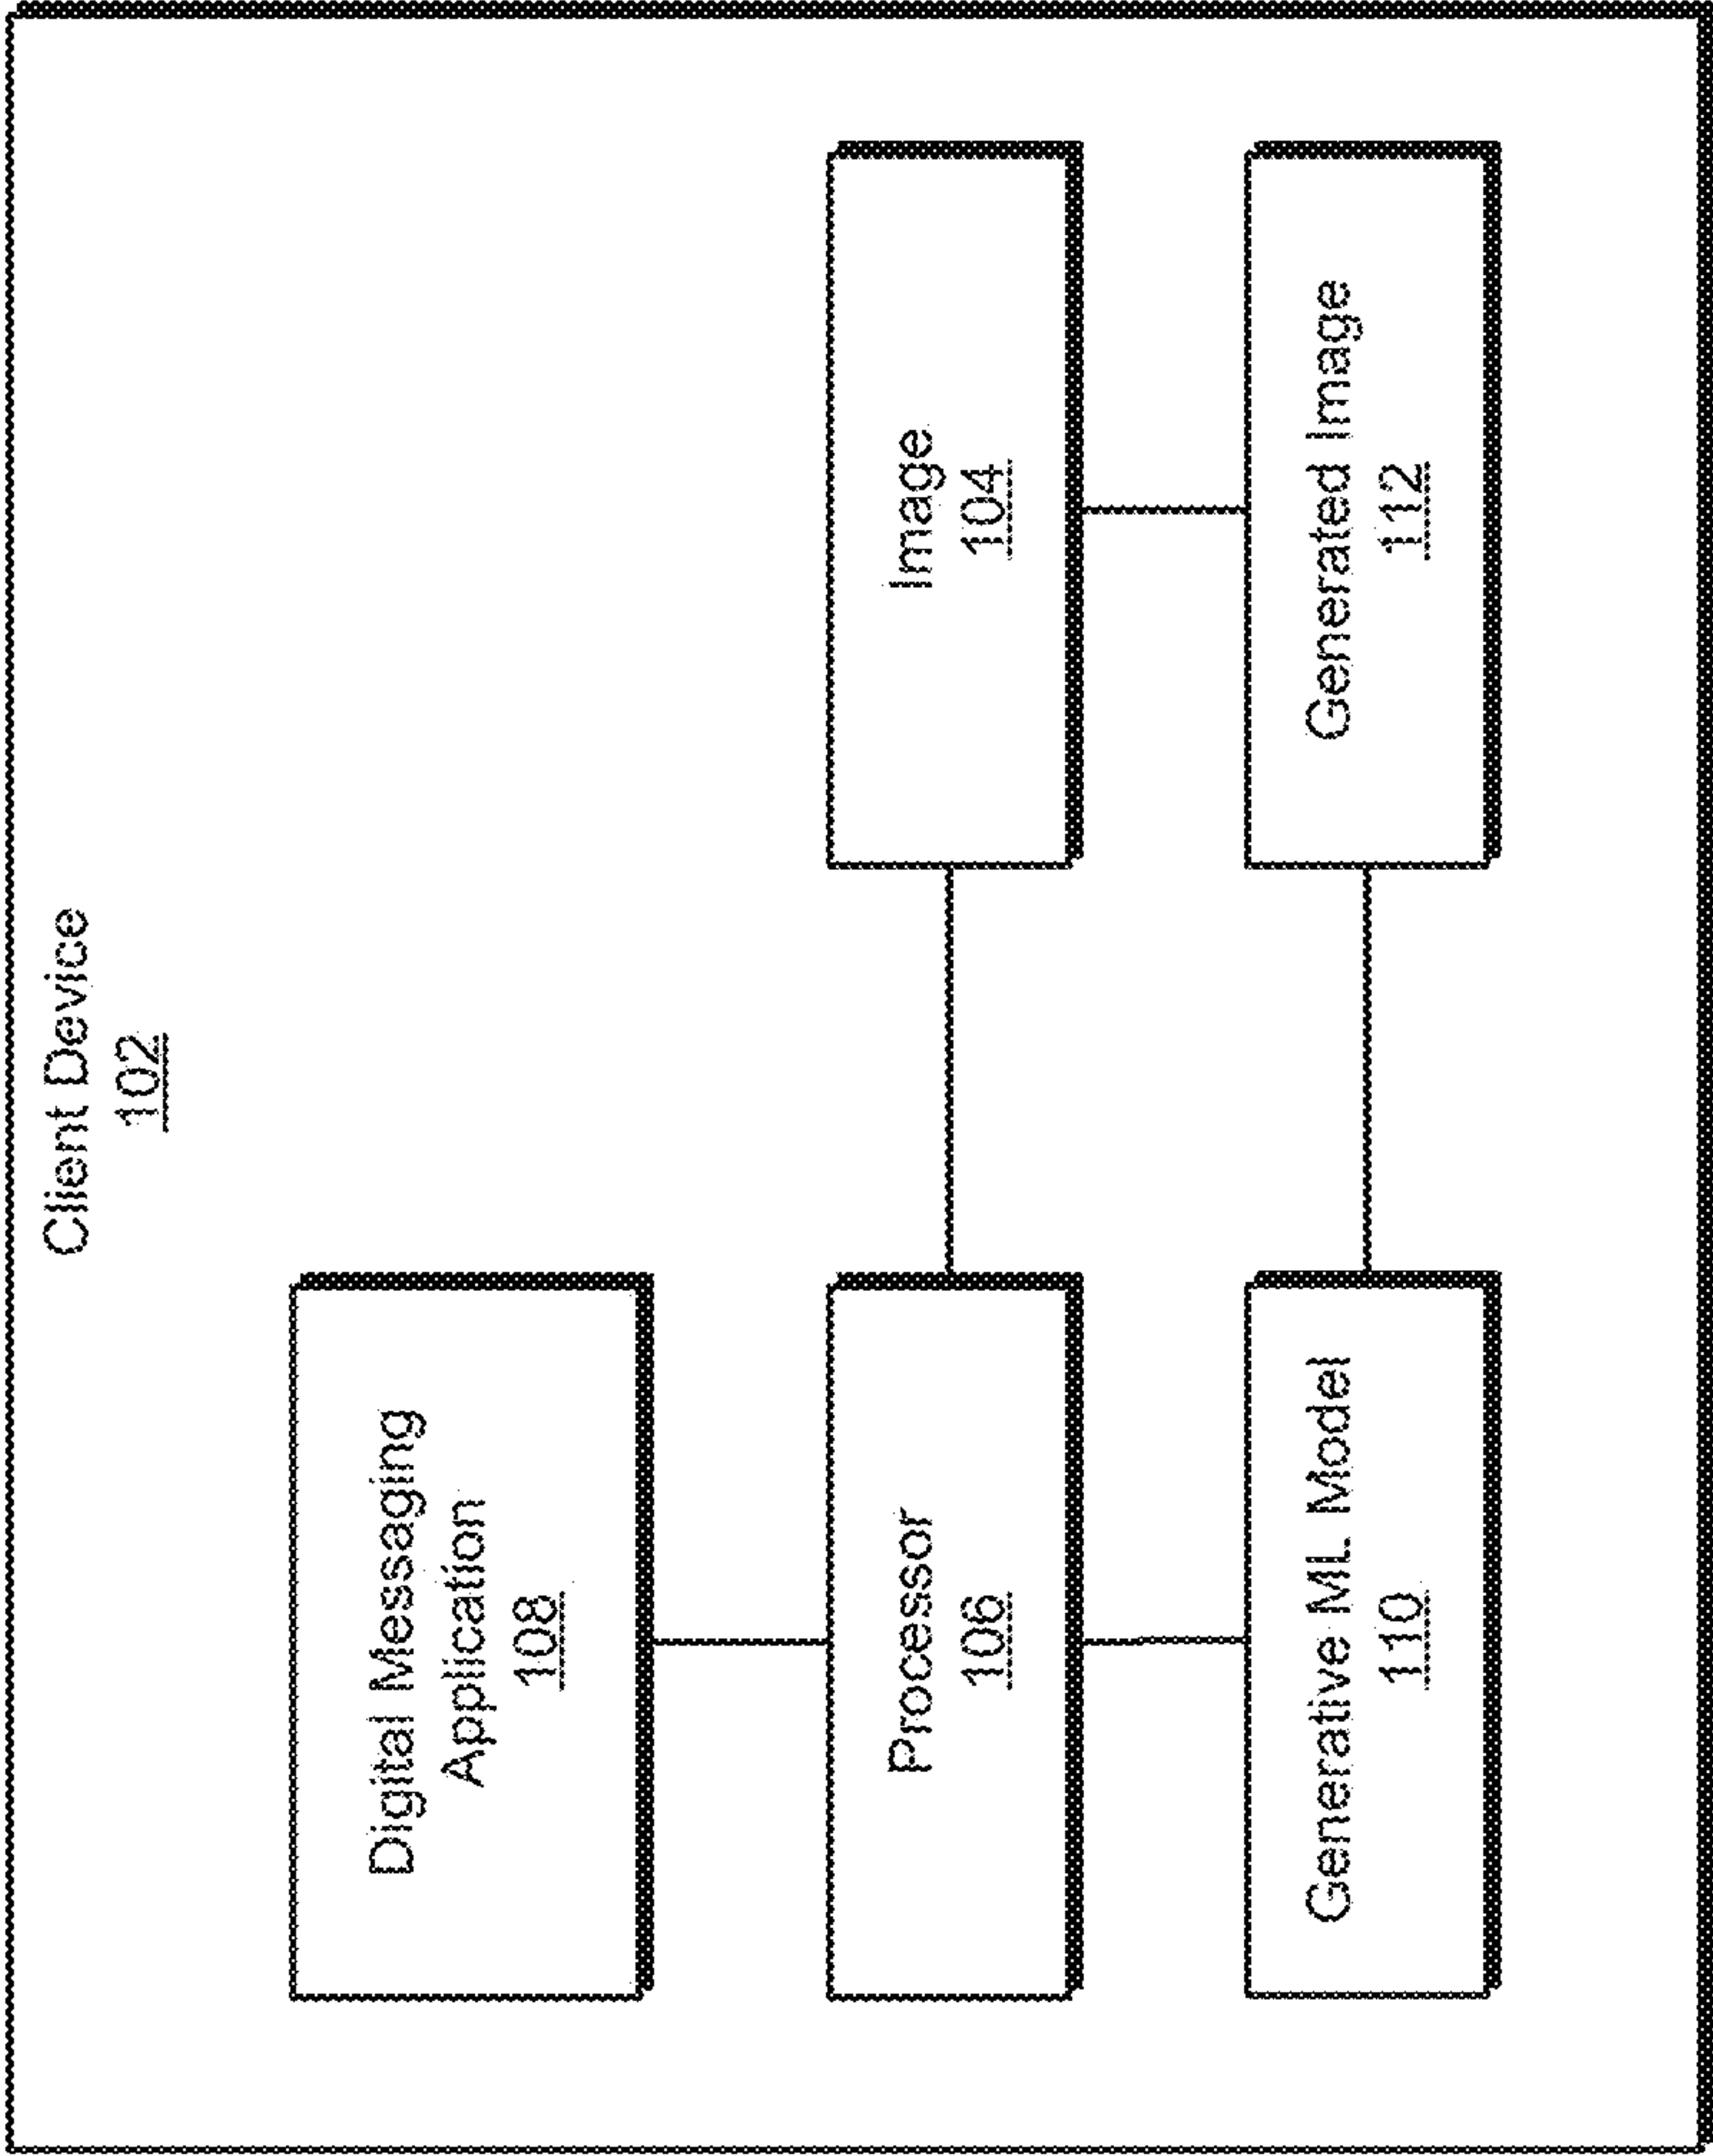 Client Device
102
Digital Messaging
Application
108
Processor
106
Image
104
Generative ML Model
110
Generated Image
112